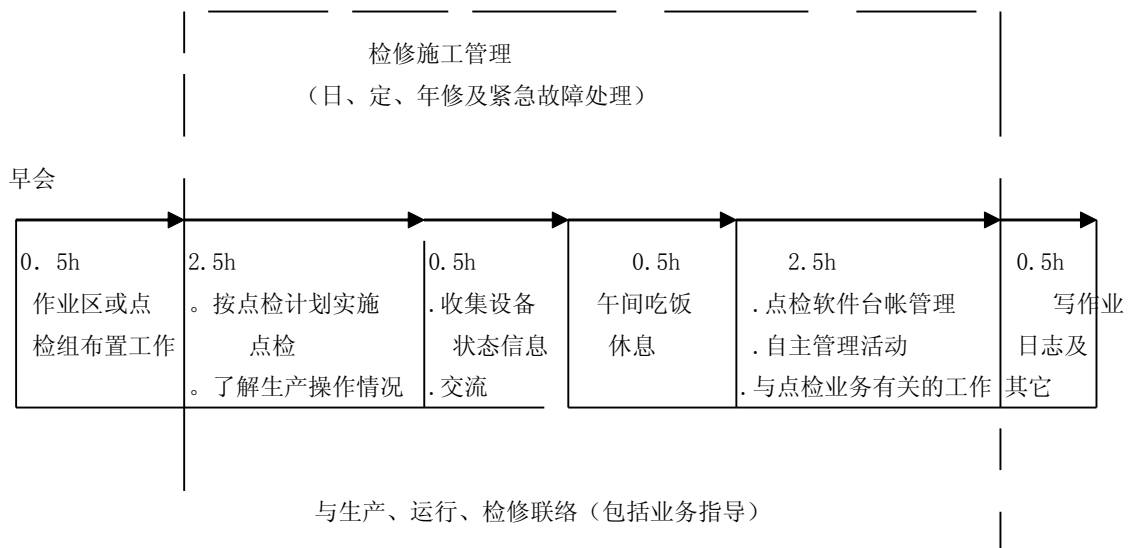 检修施工管理
（日、定、年修及紧急故障处理）
早会
0. 5h
作业区或点
检组布置工作
2.5h
。按点检计划实施
点检
。了解生产操作情况
0.5h
.收集设备
状态信息
.交流
0.5h
午间吃饭
休息
2.5h
.点检软件台帐管理
.自主管理活动
.与点检业务有关的工作
0.5h
写作业
日志及
其它
与生产、运行、检修联络（包括业务指导）